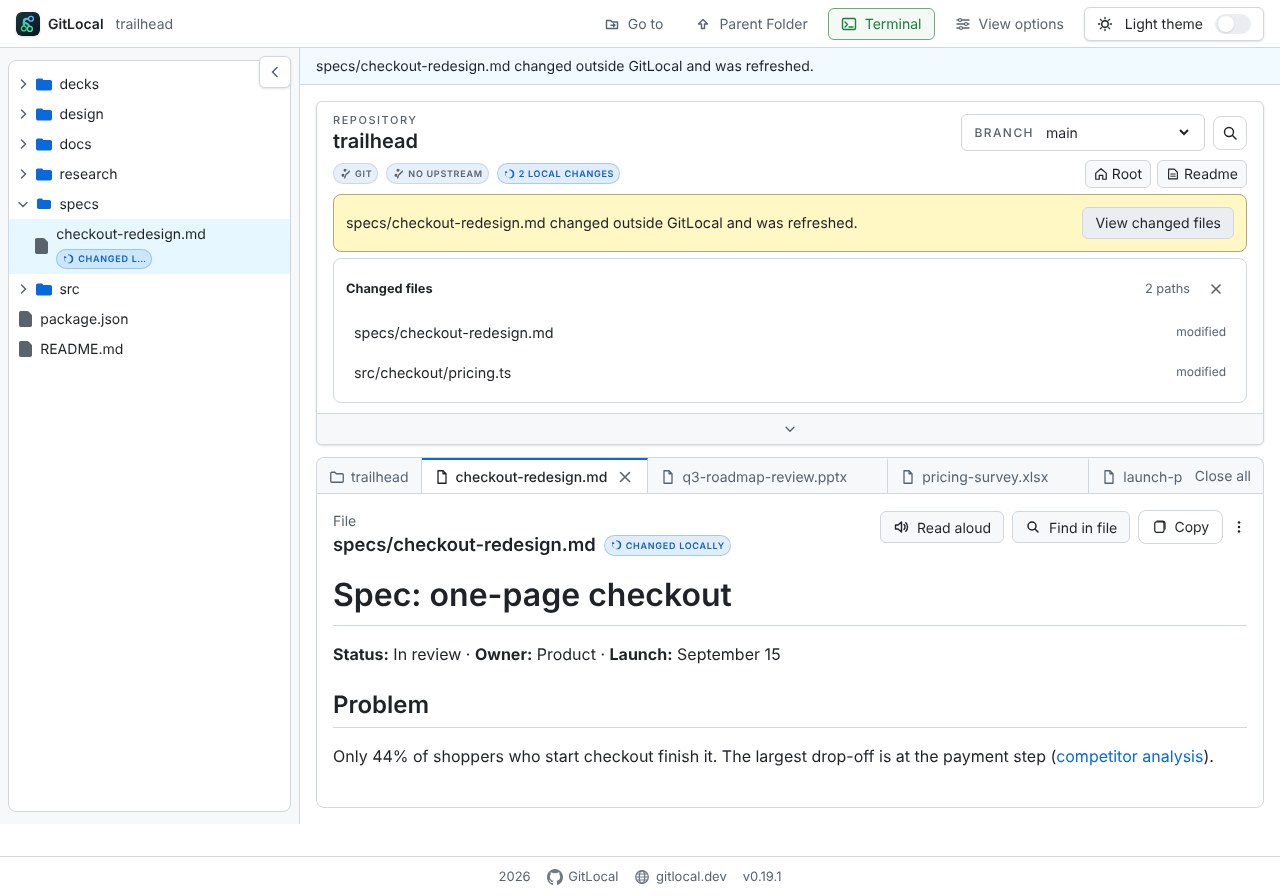 GitLocal trailhead Go to Parent Folder Terminal View options Light theme
decks
design
docs
research
specs
checkout-redesign.md
CHANGED L...
src
package.json
README.md
specs/checkout-redesign.md changed outside GitLocal and was refreshed.
REPOSITORY
trailhead
BRANCH main
GIT NO UPSTREAM 2 LOCAL CHANGES
Root Readme
specs/checkout-redesign.md changed outside GitLocal and was refreshed. View changed files
Changed files 2 paths
specs/checkout-redesign.md modified
src/checkout/pricing.ts modified
trailhead checkout-redesign.md q3-roadmap-review.pptx pricing-survey.xlsx launch-p Close all
File
specs/checkout-redesign.md CHANGED LOCALLY
Read aloud Find in file Copy
Spec: one-page checkout
Status: In review · Owner: Product · Launch: September 15
Problem
Only 44% of shoppers who start checkout finish it. The largest drop-off is at the payment step (competitor analysis).
2026 GitLocal gitlocal.dev v0.19.1